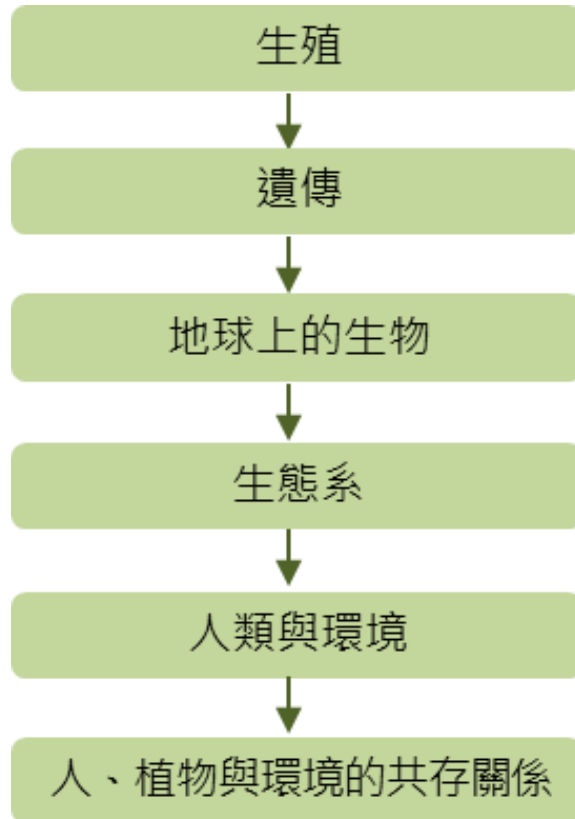 生殖
遺傳
地球上的生物
生態系
人類與環境
人、植物與環境的共存關係